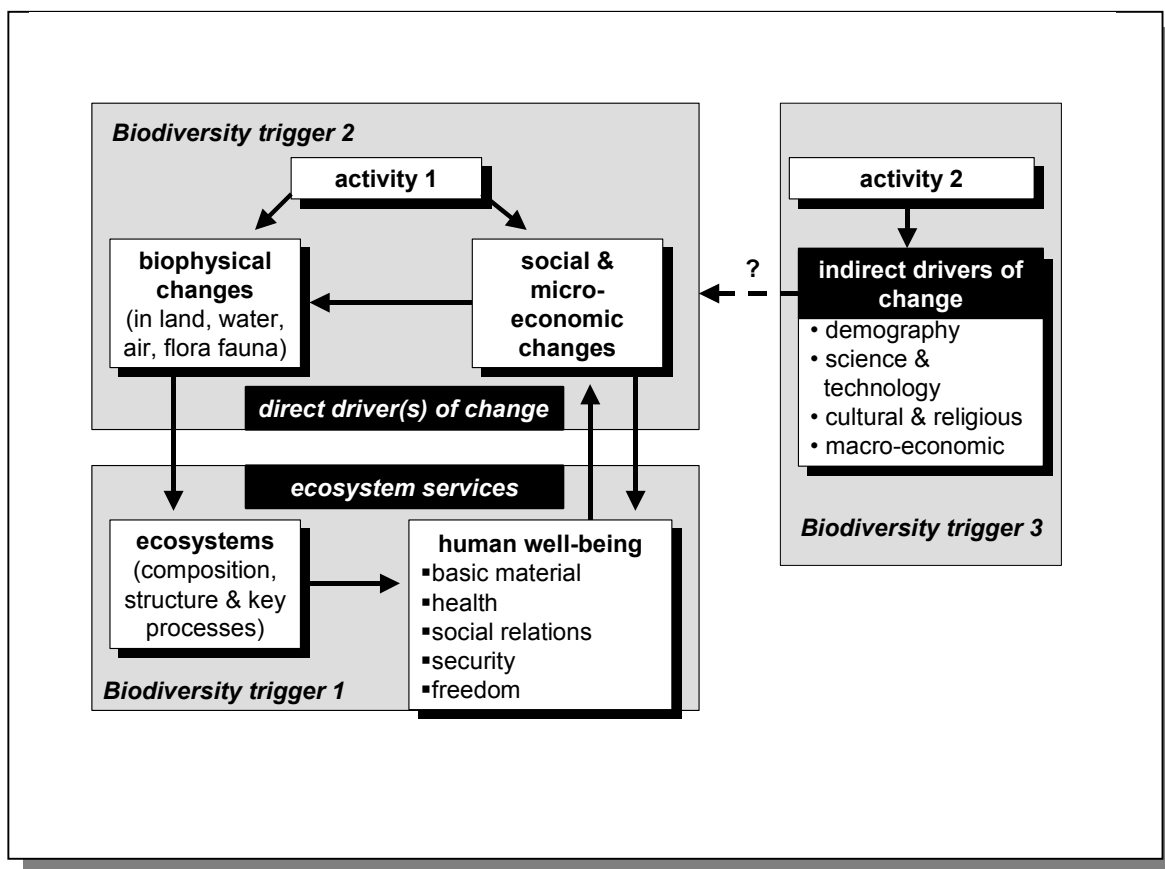 Biodiversity trigger 2
activity 1
biophysical
changes
(in land, water,
air, flora fauna)
social &
micro-
economic
changes
direct driver(s) of change
ecosystem services
ecosystems
(composition,
structure & key
processes)
human well-being
▪basic material
▪health
▪social relations
▪security
▪freedom
Biodiversity trigger 1
?
activity 2
indirect drivers of
change
• demography
• science &
technology
• cultural & religious
• macro-economic
Biodiversity trigger 3